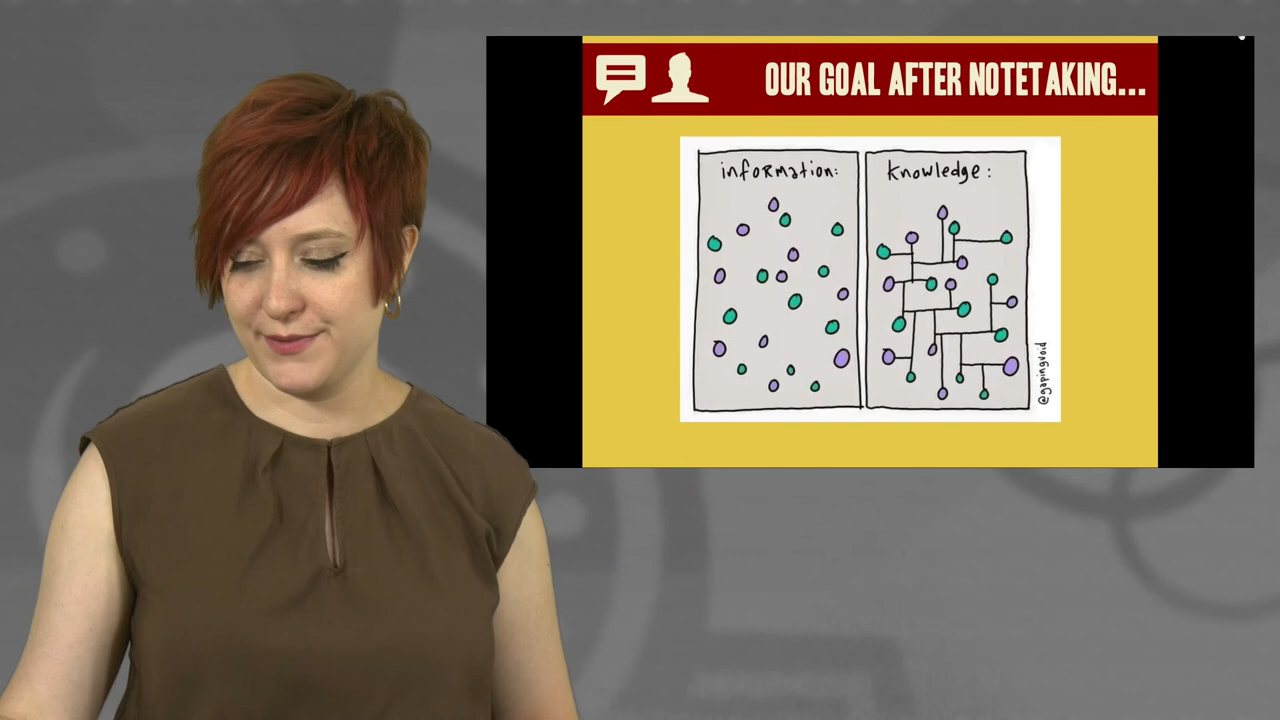 OUR GOAL AFTER NOTETAKING...
information:
knowledge:
@gapingvoid